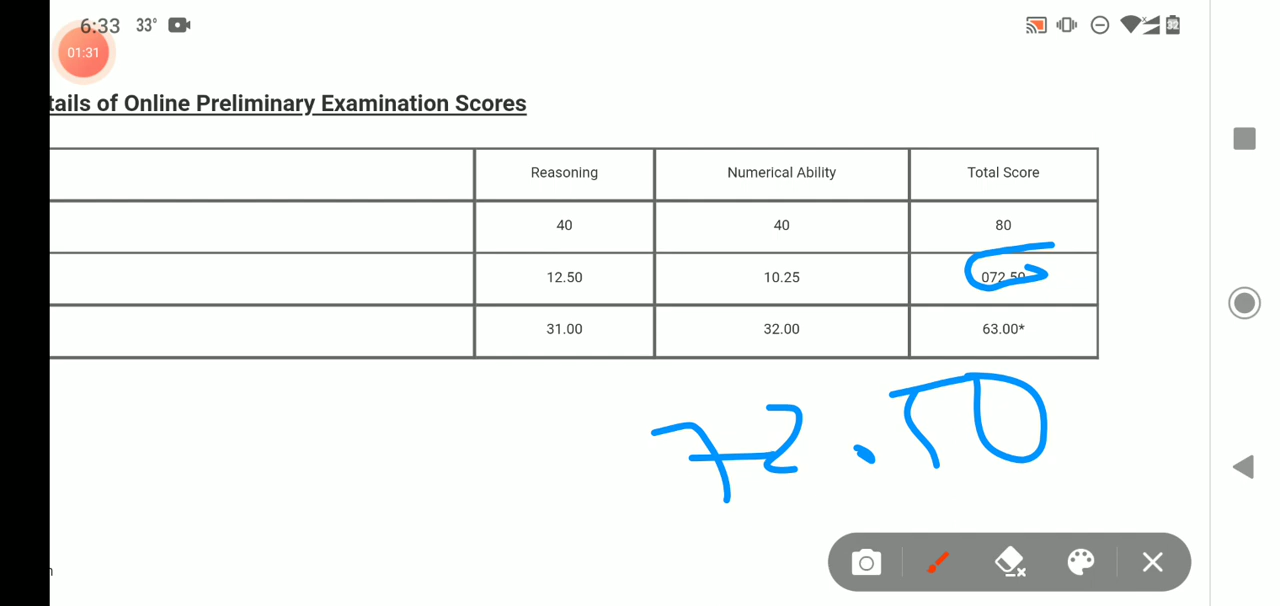 6:33 33°
32
01:31
tails of Online Preliminary Examination Scores
Reasoning Numerical Ability Total Score
40 40 80
12.50 10.25 072.50
31.00 32.00 63.00*
72.50